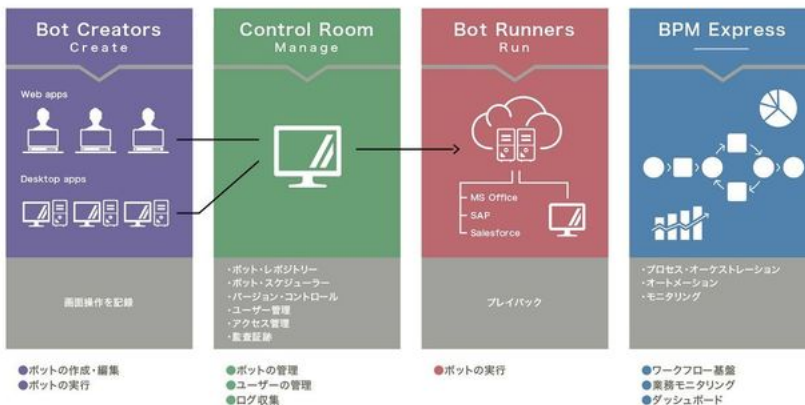 Bot Creators
Create
Web apps
Desktop apps
画面操作を記録
●ボットの作成・編集
●ボットの実行
Control Room
Manage
・ボット・レポジトリー
・ボット・スケジューラー
・バージョン・コントロール
・ユーザー管理
・アクセス管理
・監査証跡
●ボットの管理
●ユーザーの管理
●ログ収集
Bot Runners
Run
MS Office
SAP
Salesforce
プレイバック
●ボットの実行
BPM Express
・プロセス・オーケストレーション
・オートメーション
・モニタリング
●ワークフロー基盤
●業務モニタリング
●ダッシュボード